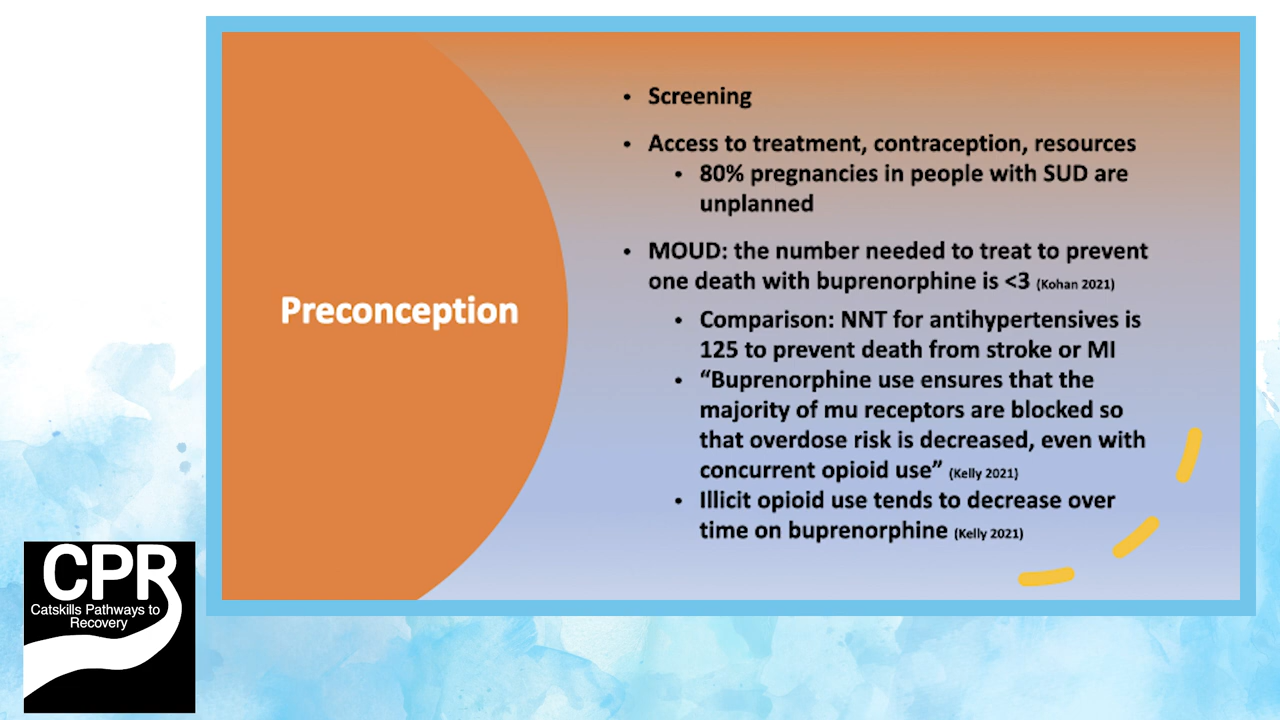 Preconception
• Screening
• Access to treatment, contraception, resources
• 80% pregnancies in people with SUD are
unplanned
• MOUD: the number needed to treat to prevent
one death with buprenorphine is <3 (Kohan 2021)
• Comparison: NNT for antihypertensives is
125 to prevent death from stroke or MI
• “Buprenorphine use ensures that the
majority of mu receptors are blocked so
that overdose risk is decreased, even with
concurrent opioid use” (Kelly 2021)
• Illicit opioid use tends to decrease over
time on buprenorphine (Kelly 2021)
CPR
Catskills Pathways to
Recovery